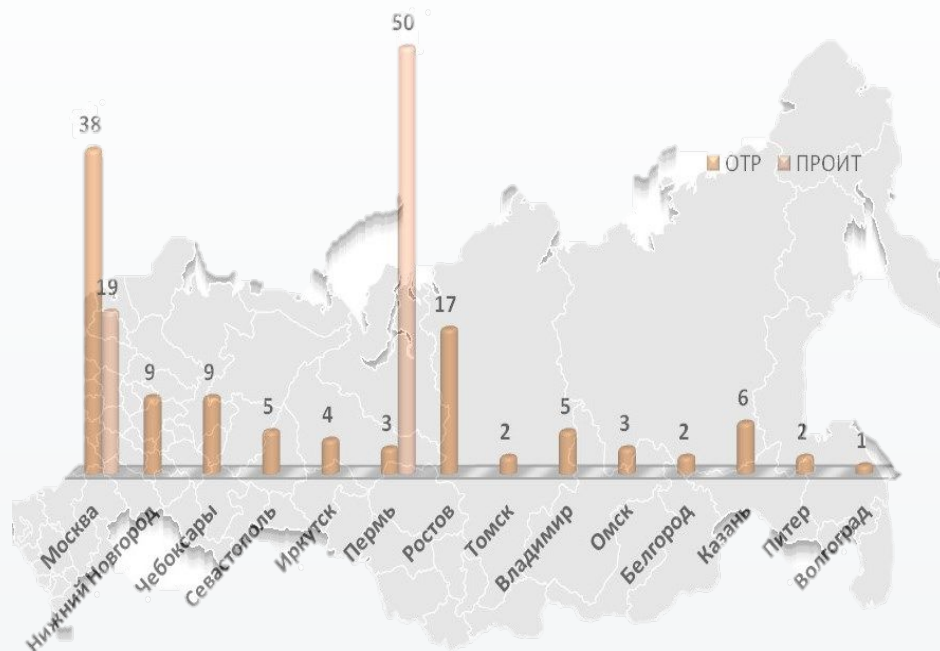 50
38
ОТР ПРОИТ
19
17
9
9
5
4
3
2
5
3
2
6
2
1
Москва
Нижний Новгород
Чебоксары
Севастополь
Иркутск
Пермь
Ростов
Томск
Владимир
Омск
Белгород
Казань
Питер
Волгоград